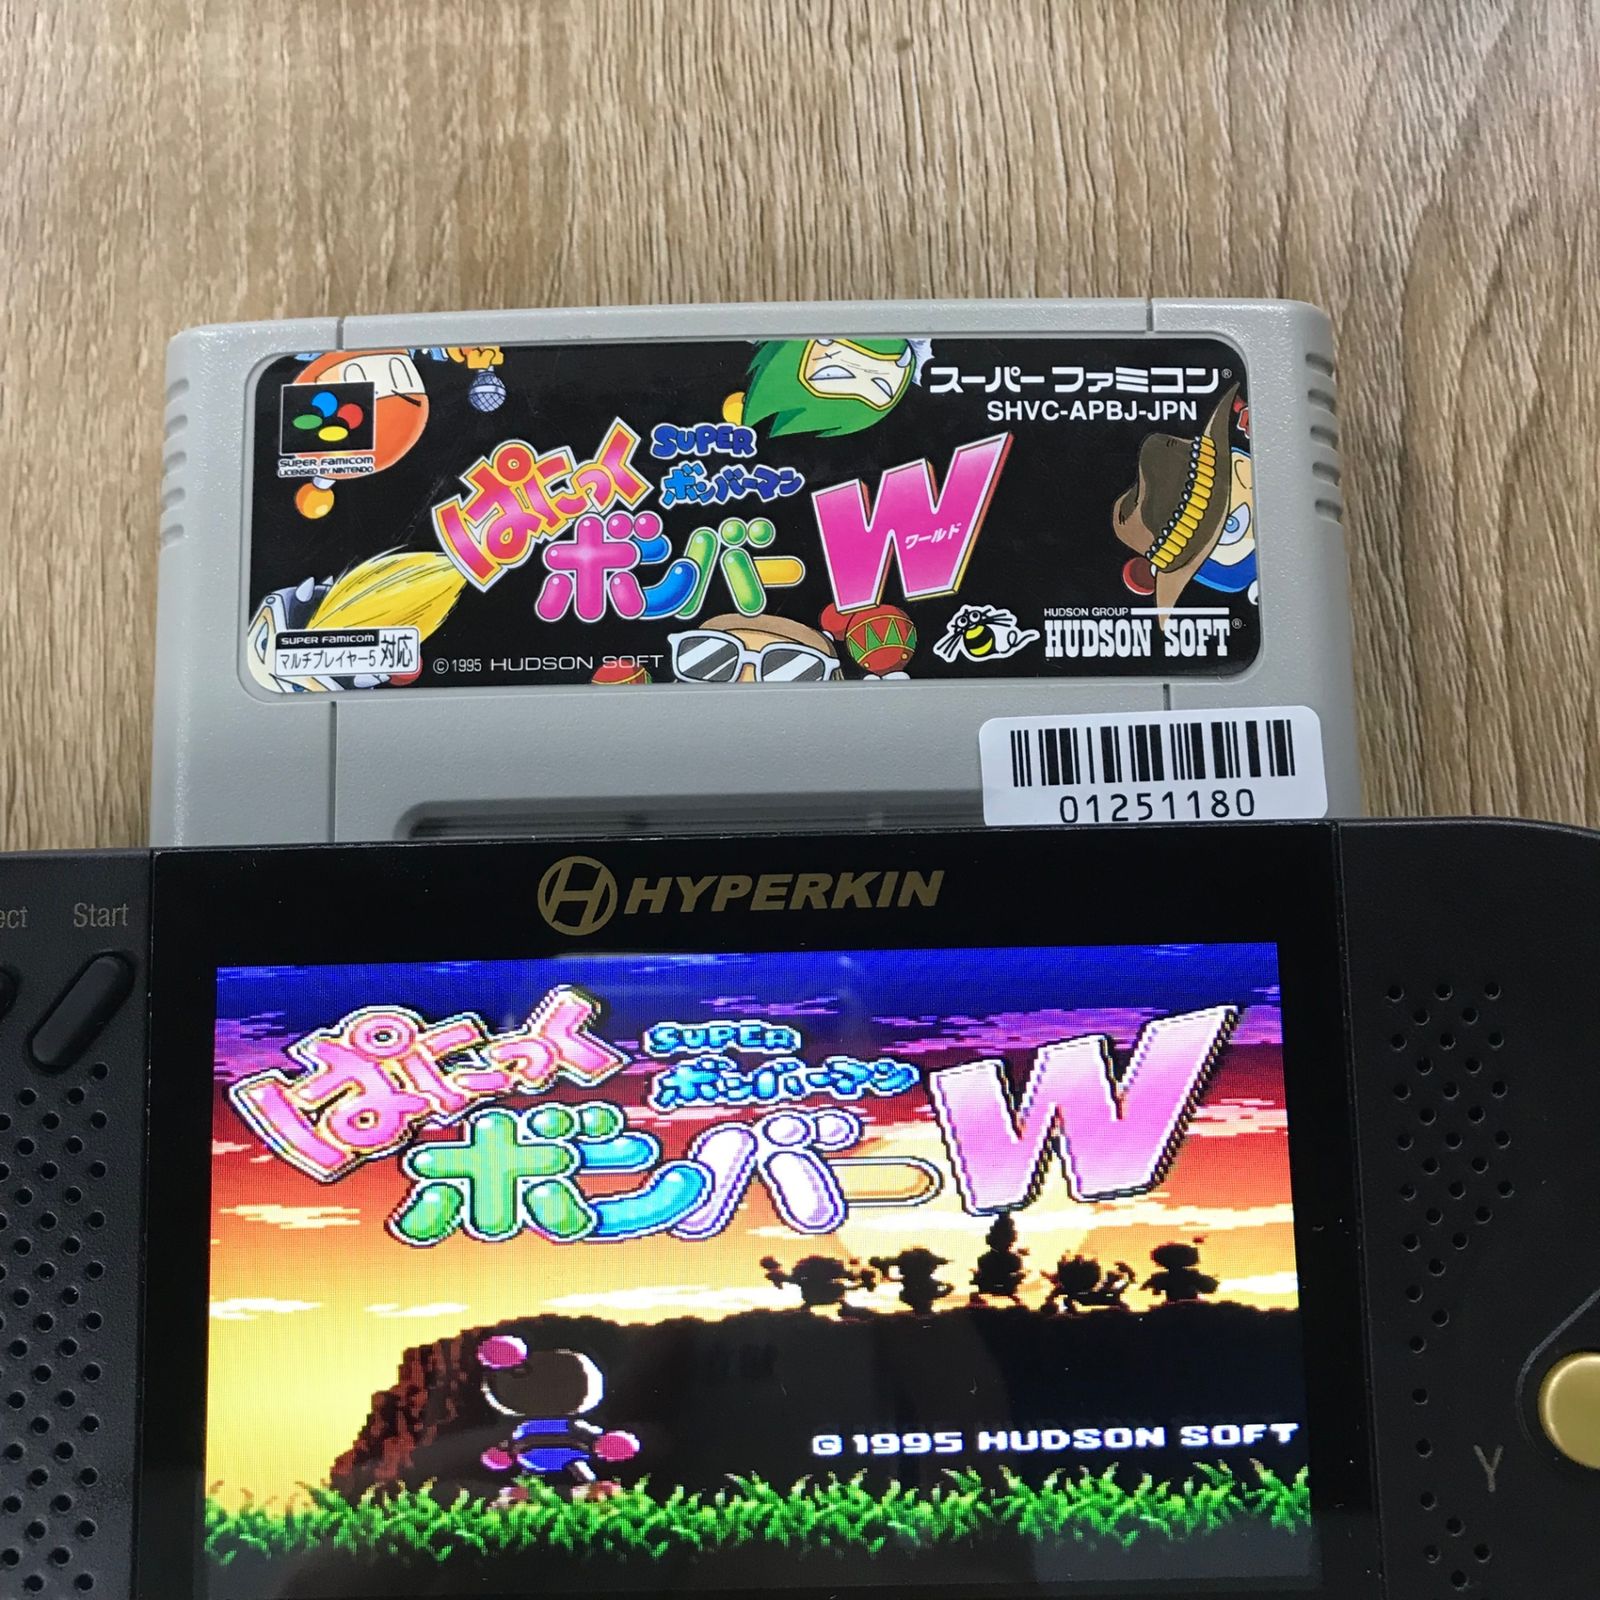 スーパーファミコン®
SHVC-APBJ-JPN
SUPER FAMICOM
LICENSED BY NINTENDO
SUPER
ボンバーマン
ぱにっく
ボンバー
W
ワールド
SUPER FAMICOM
マルチプレイヤー5対応
©1995 HUDSON SOFT
HUDSON GROUP
HUDSON SOFT®
01251180
HYPERKIN
ect
Start
ぱにっく
SUPER
ボンバーマン
ボンバー
W
©1995 HUDSON SOFT
Y